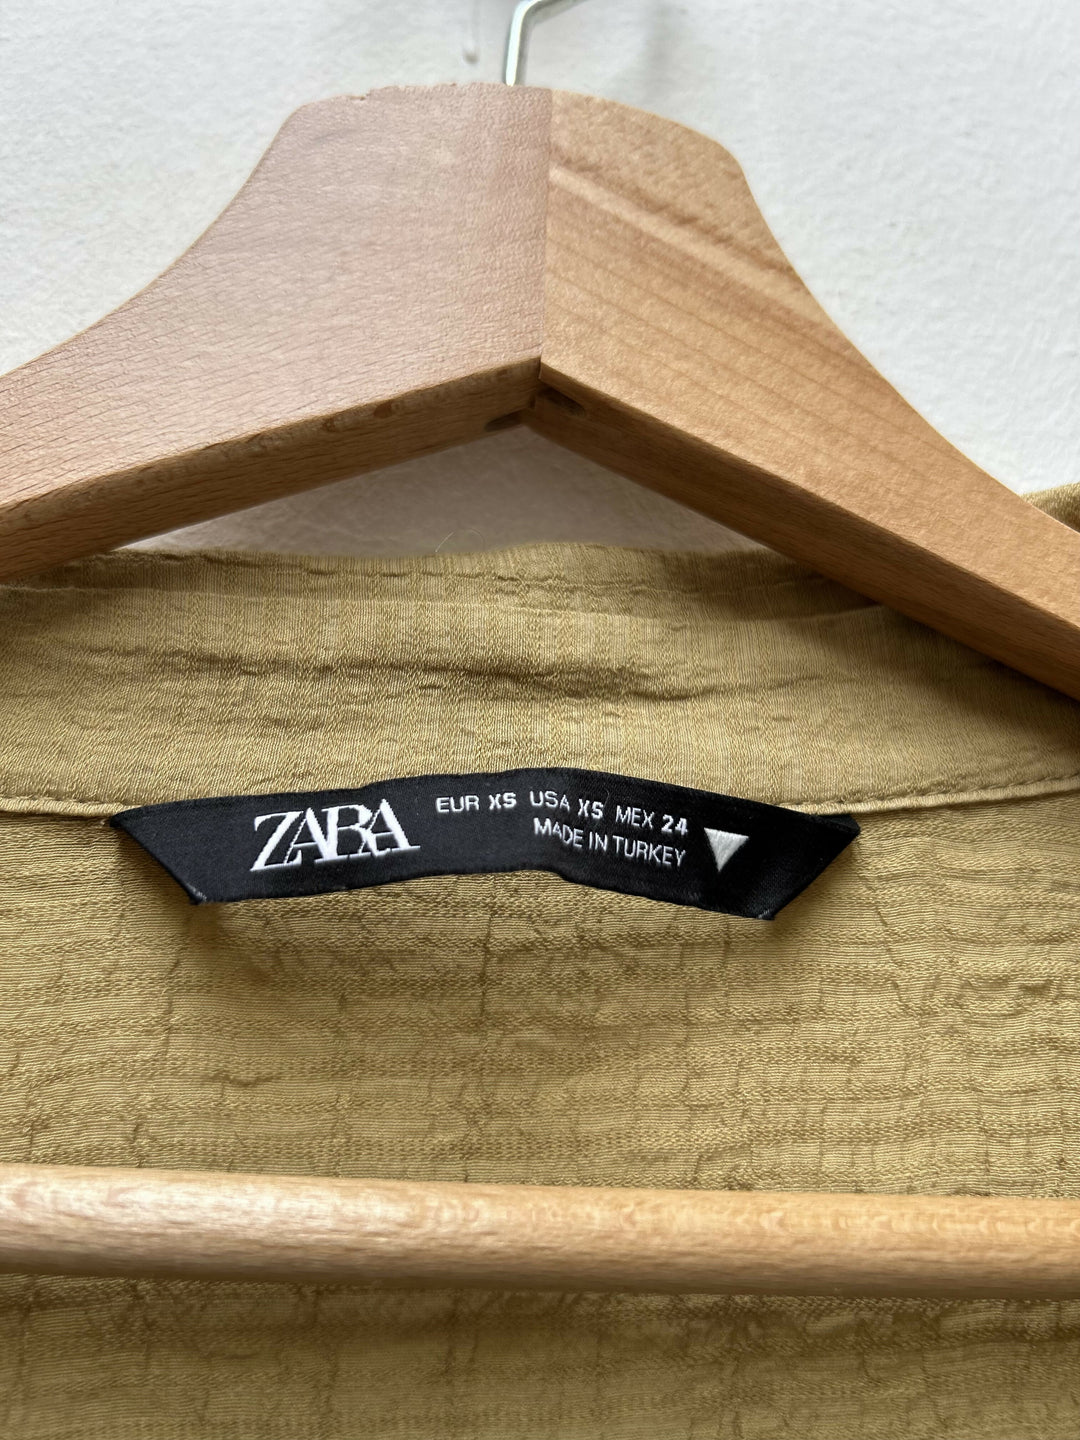 ZARA
EUR XS USA XS MEX 24
MADE IN TURKEY